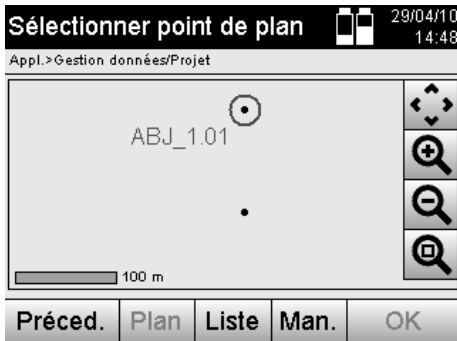 Sélectionner point de plan
29/04/10
14:48
Appl.>Gestion données/Projet
ABJ_1.01
100 m
Préced. Plan Liste Man. OK